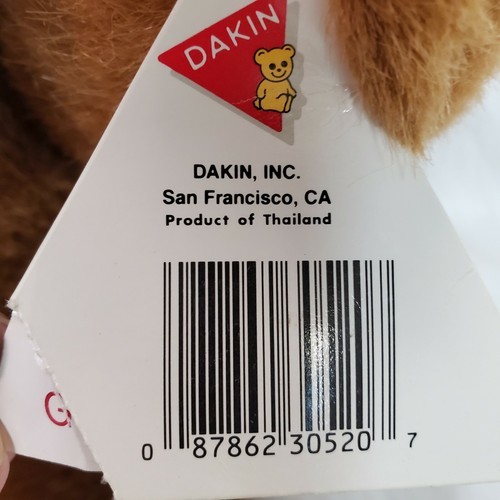 DAKIN
DAKIN, INC.
San Francisco, CA
Product of Thailand
G
0 87862 30520 7